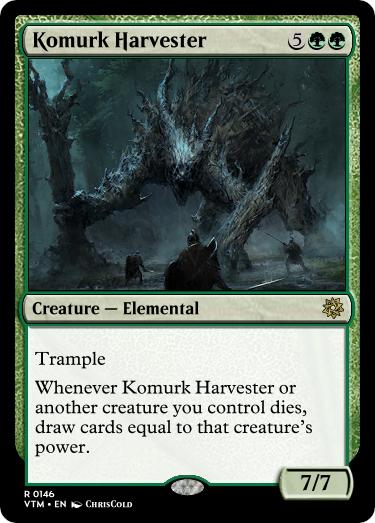 Komurk Harvester 5
Creature — Elemental
Trample
Whenever Komurk Harvester or
another creature you control dies,
draw cards equal to that creature's
power.
7/7
R 0146
VTM • EN ChrisCold